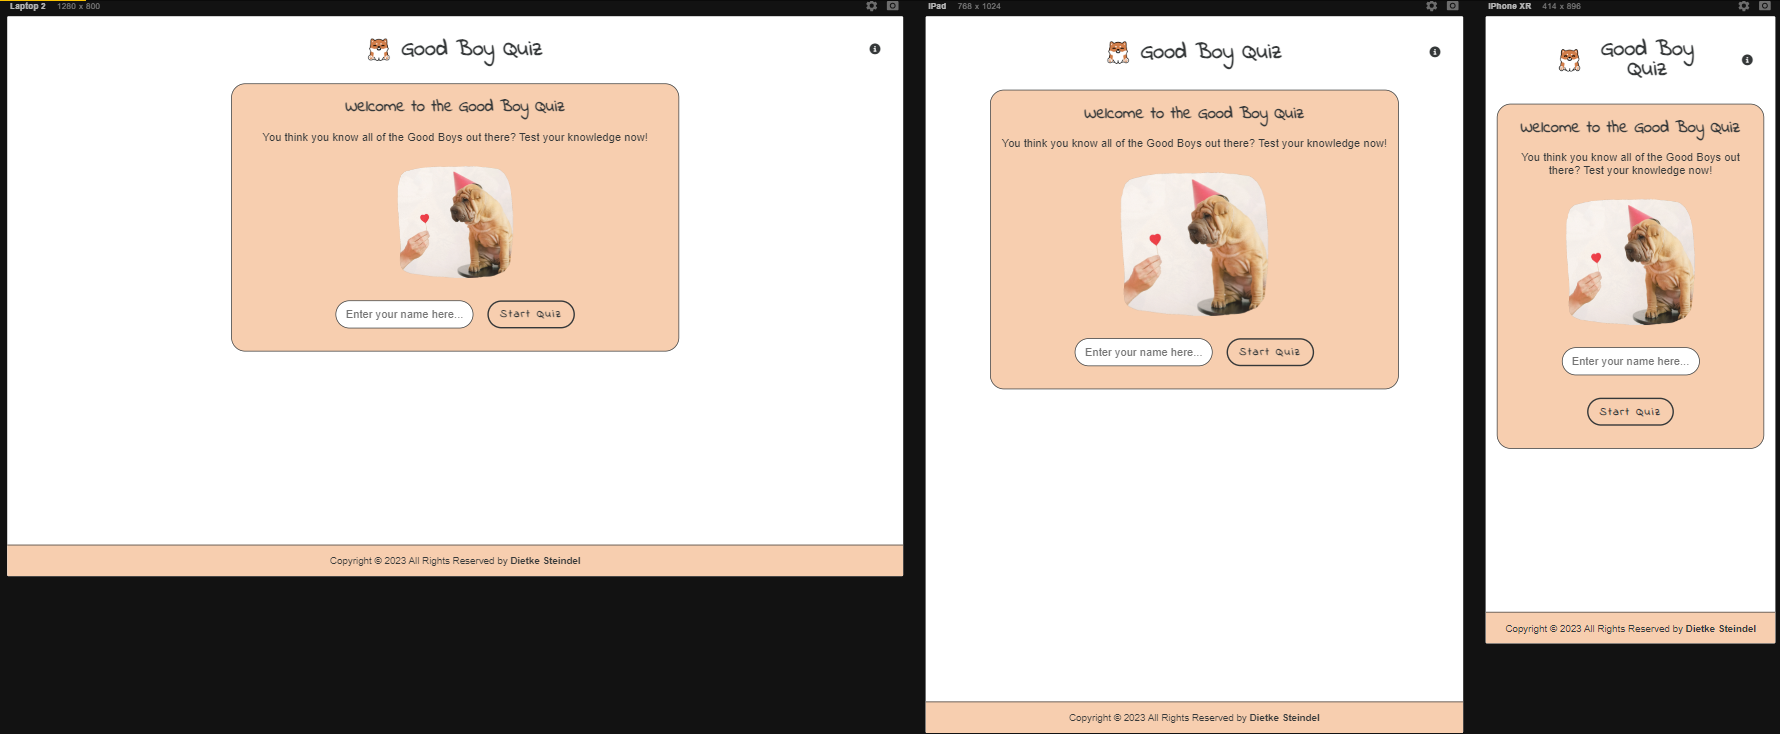 Laptop 2 1280 x 800
Good Boy Quiz
Welcome to the Good Boy Quiz
You think you know all of the Good Boys out there? Test your knowledge now!
Enter your name here...
Start Quiz
Copyright © 2023 All Rights Reserved by Dietke Steindel
IPad 768 x 1024
Good Boy Quiz
Welcome to the Good Boy Quiz
You think you know all of the Good Boys out there? Test your knowledge now!
Enter your name here...
Start Quiz
Copyright © 2023 All Rights Reserved by Dietke Steindel
IPhone XR 414 x 896
Good Boy
Quiz
Welcome to the Good Boy Quiz
You think you know all of the Good Boys out
there? Test your knowledge now!
Enter your name here...
Start Quiz
Copyright © 2023 All Rights Reserved by Dietke Steindel